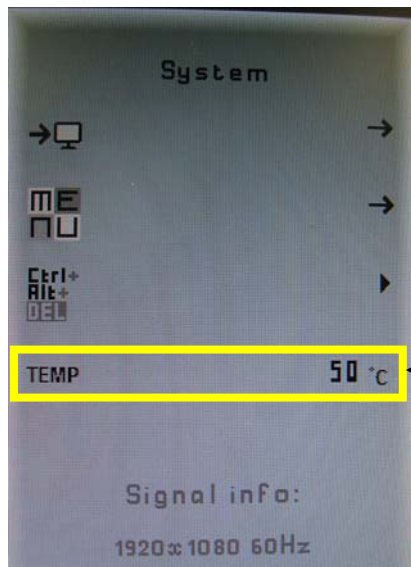 System
ME
NU
Ctrl+
Alt+
DEL
TEMP 50 °C
Signal info:
1920x1080 60Hz